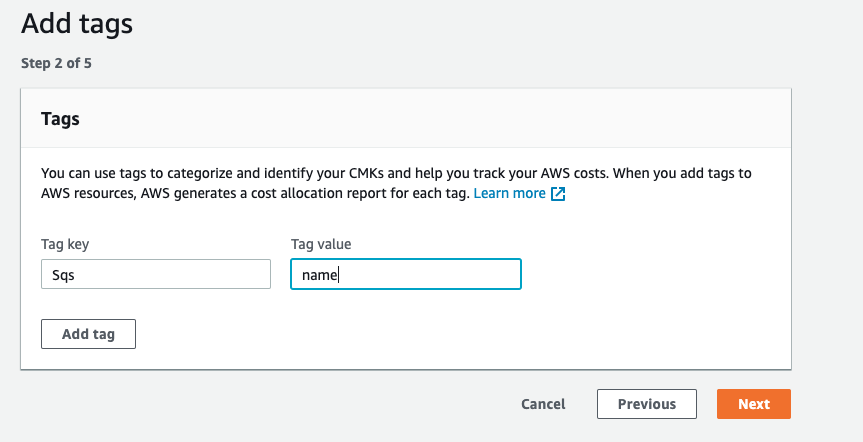 Add tags
Step 2 of 5
Tags
You can use tags to categorize and identify your CMKs and help you track your AWS costs. When you add tags to
AWS resources, AWS generates a cost allocation report for each tag. Learn more
Tag key Tag value
Sqs name
Add tag
Cancel Previous Next